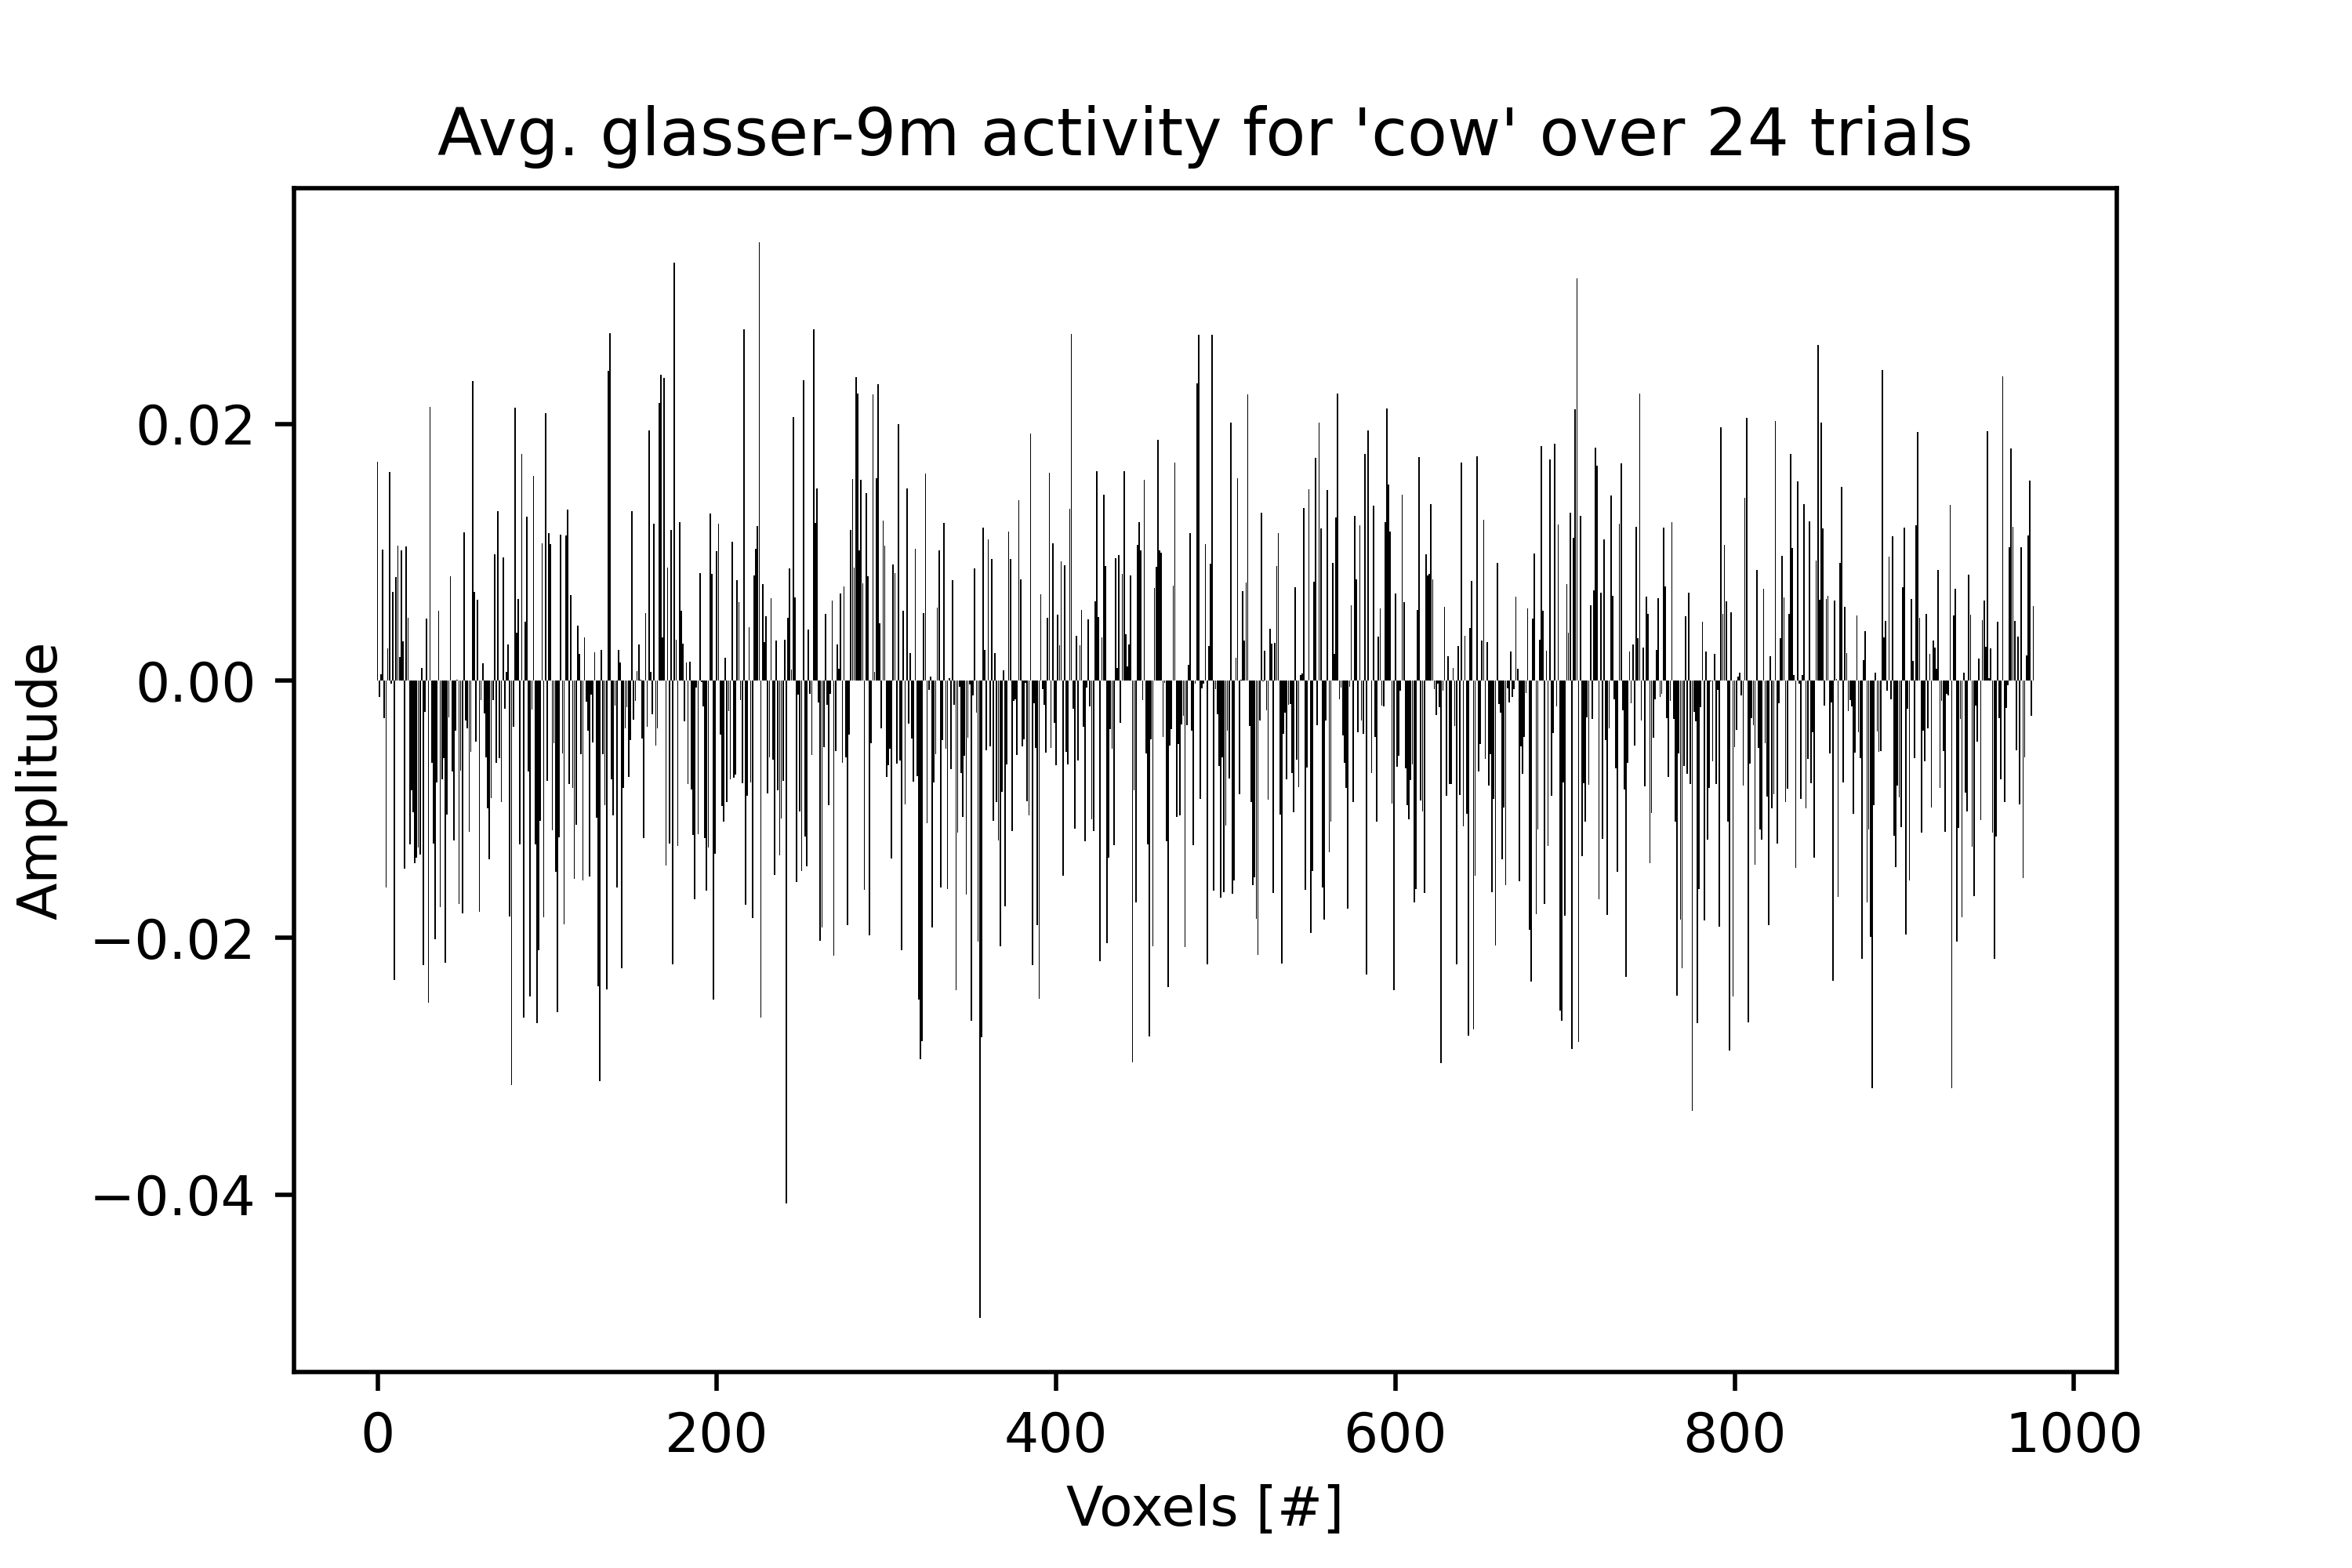 Avg. glasser-9m activity for 'cow' over 24 trials
0.02
0.00
−0.02
−0.04
Amplitude
0 200 400 600 800 1000
Voxels [#]